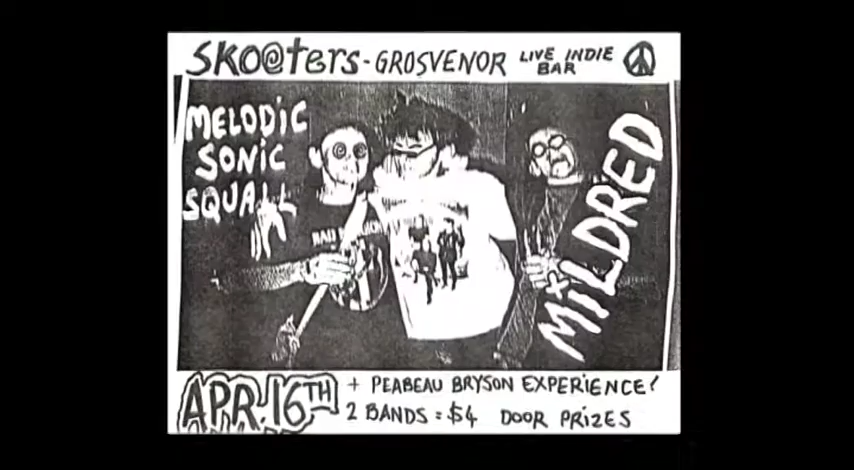 SKO@ters - GROSVENOR LIVE INDIE BAR
MELODIC
SONIC
SQUALL
+ MILDRED
APR. 16TH
+ PEABEAU BRYSON EXPERIENCE!
2 BANDS = $4 DOOR PRIZES